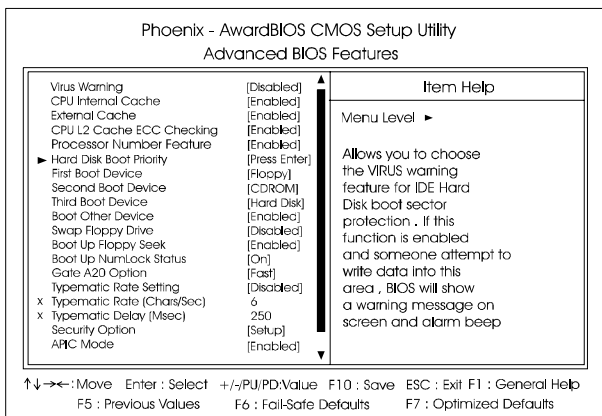 Phoenix - AwardBIOS CMOS Setup Utility
Advanced BIOS Features
Virus Warning [Disabled]
CPU Internal Cache [Enabled]
External Cache [Enabled]
CPU L2 Cache ECC Checking [Enabled]
Processor Number Feature [Enabled]
► Hard Disk Boot Priority [Press Enter]
First Boot Device [Floppy]
Second Boot Device [CDROM]
Third Boot Device [Hard Disk]
Boot Other Device [Enabled]
Swap Floppy Drive [Disabled]
Boot Up Floppy Seek [Enabled]
Boot Up NumLock Status [On]
Gate A20 Option [Fast]
Typematic Rate Setting [Disabled]
x Typematic Rate (Chars/Sec) 6
x Typematic Delay (Msec) 250
Security Option [Setup]
APIC Mode [Enabled]
Item Help
Menu Level ►
Allows you to choose
the VIRUS warning
feature for IDE Hard
Disk boot sector
protection . If this
function is enabled
and someone attempt to
write data into this
area , BIOS will show
a warning message on
screen and alarm beep
↑↓→←: Move Enter : Select +/-/PU/PD:Value F10 : Save ESC : Exit F1 : General Help
F5 : Previous Values F6 : Fail-Safe Defaults F7 : Optimized Defaults